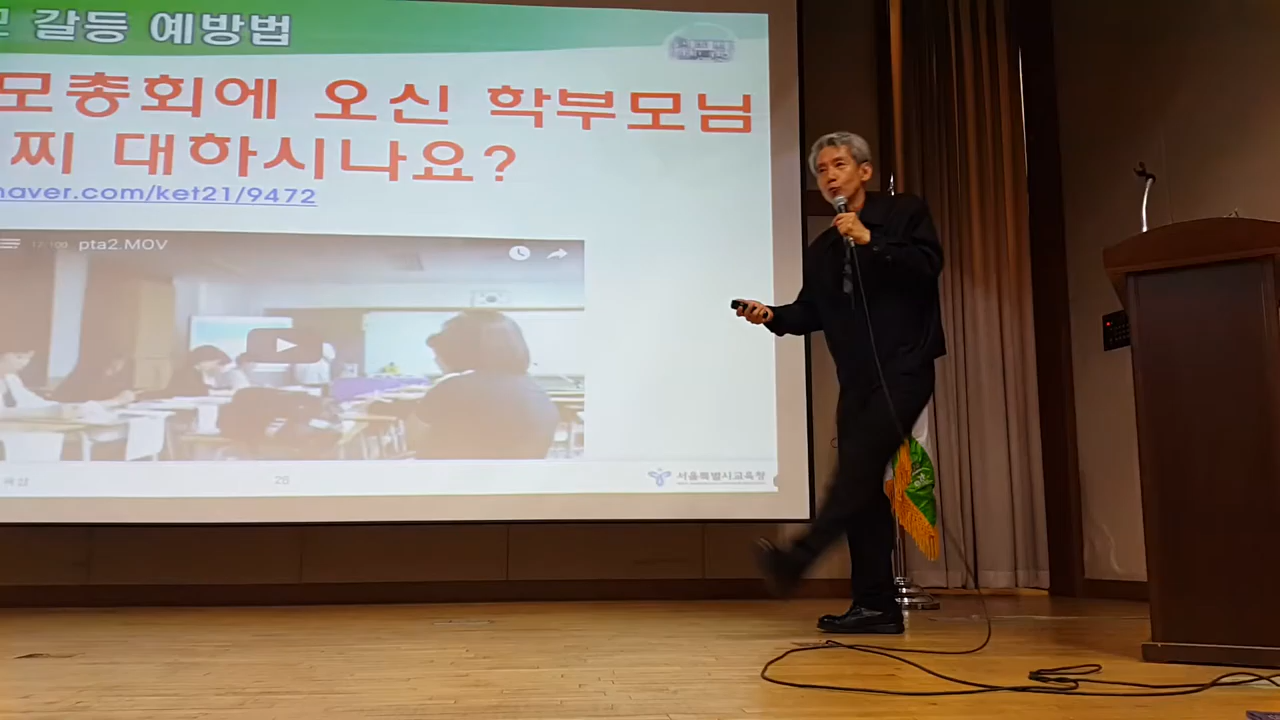 갈등 예방법
모총회에 오신 학부모님
찌 대하시나요?
naver.com/ket21/9472
pta2.MOV
26
서울특별시교육청